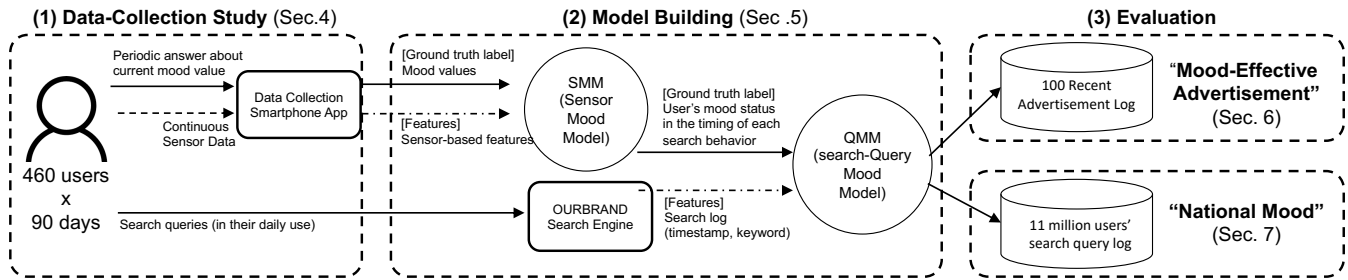 (1) Data-Collection Study (Sec.4)
Periodic answer about
current mood value
Data Collection
Smartphone App
Continuous
Sensor Data
460 users
x
90 days
Search queries (in their daily use)
(2) Model Building (Sec .5)
[Ground truth label]
Mood values
[Features]
Sensor-based features
SMM
(Sensor
Mood
Model)
[Ground truth label]
User's mood status
in the timing of each
search behavior
OURBRAND
Search Engine
[Features]
Search log
(timestamp, keyword)
QMM
(search-Query
Mood
Model)
(3) Evaluation
100 Recent
Advertisement Log
“Mood-Effective
Advertisement”
(Sec. 6)
11 million users’
search query log
“National Mood”
(Sec. 7)